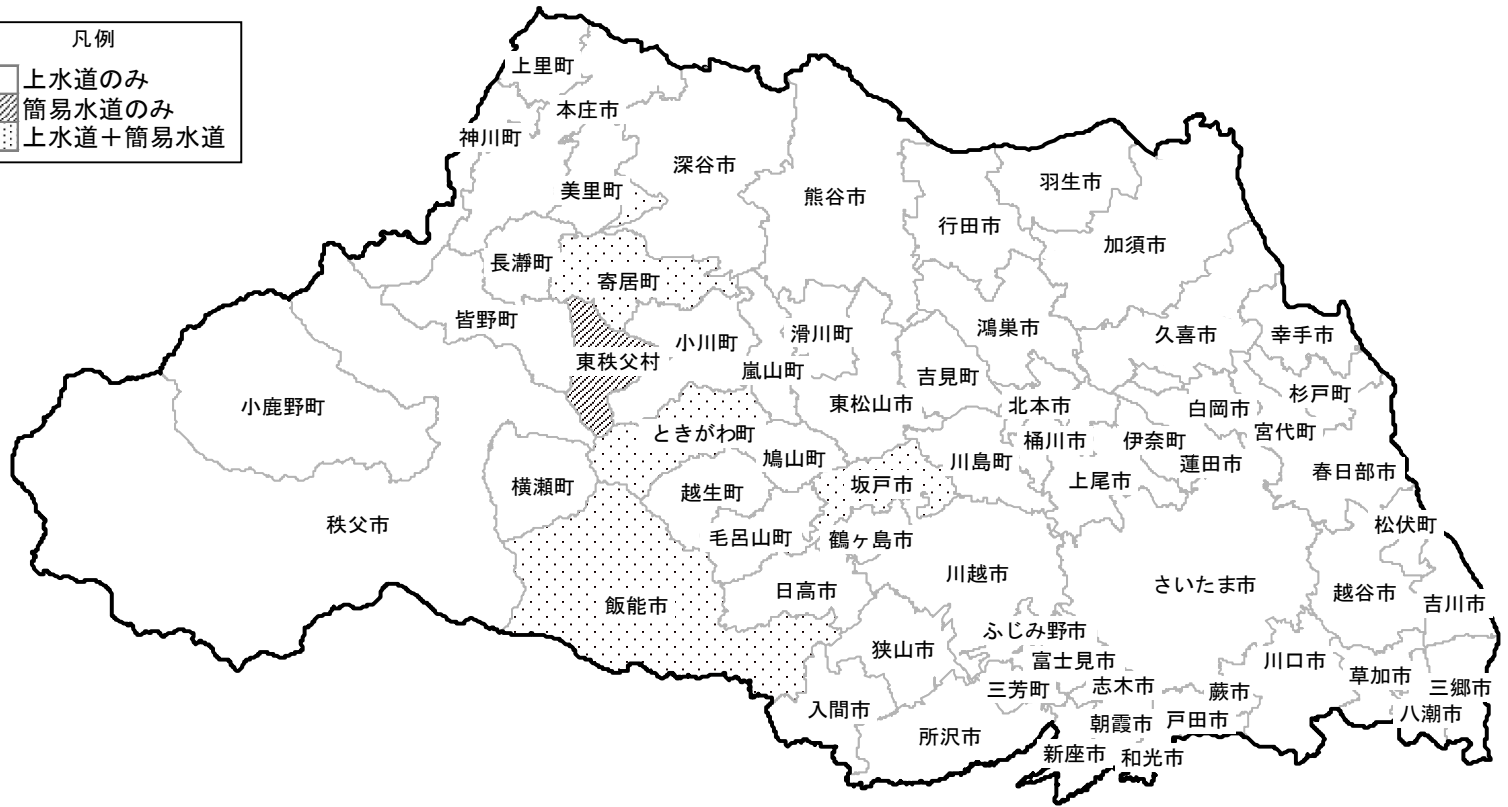 凡例
上水道のみ
簡易水道のみ
上水道＋簡易水道
上里町
本庄市
神川町
深谷市
美里町
熊谷市
羽生市
行田市
加須市
長瀞町
寄居町
皆野町
小川町
滑川町
鴻巣市
久喜市
幸手市
東秩父村
嵐山町
吉見町
小鹿野町
東松山市
北本市
白岡市
杉戸町
ときがわ町
桶川市
伊奈町
宮代町
鳩山町
川島町
蓮田市
春日部市
横瀬町
越生町
坂戸市
上尾市
秩父市
毛呂山町
鶴ヶ島市
松伏町
川越市
さいたま市
日高市
越谷市
飯能市
吉川市
ふじみ野市
狭山市
富士見市
川口市
三芳町
志木市
蕨市
草加市
三郷市
入間市
朝霞市
戸田市
八潮市
所沢市
新座市
和光市